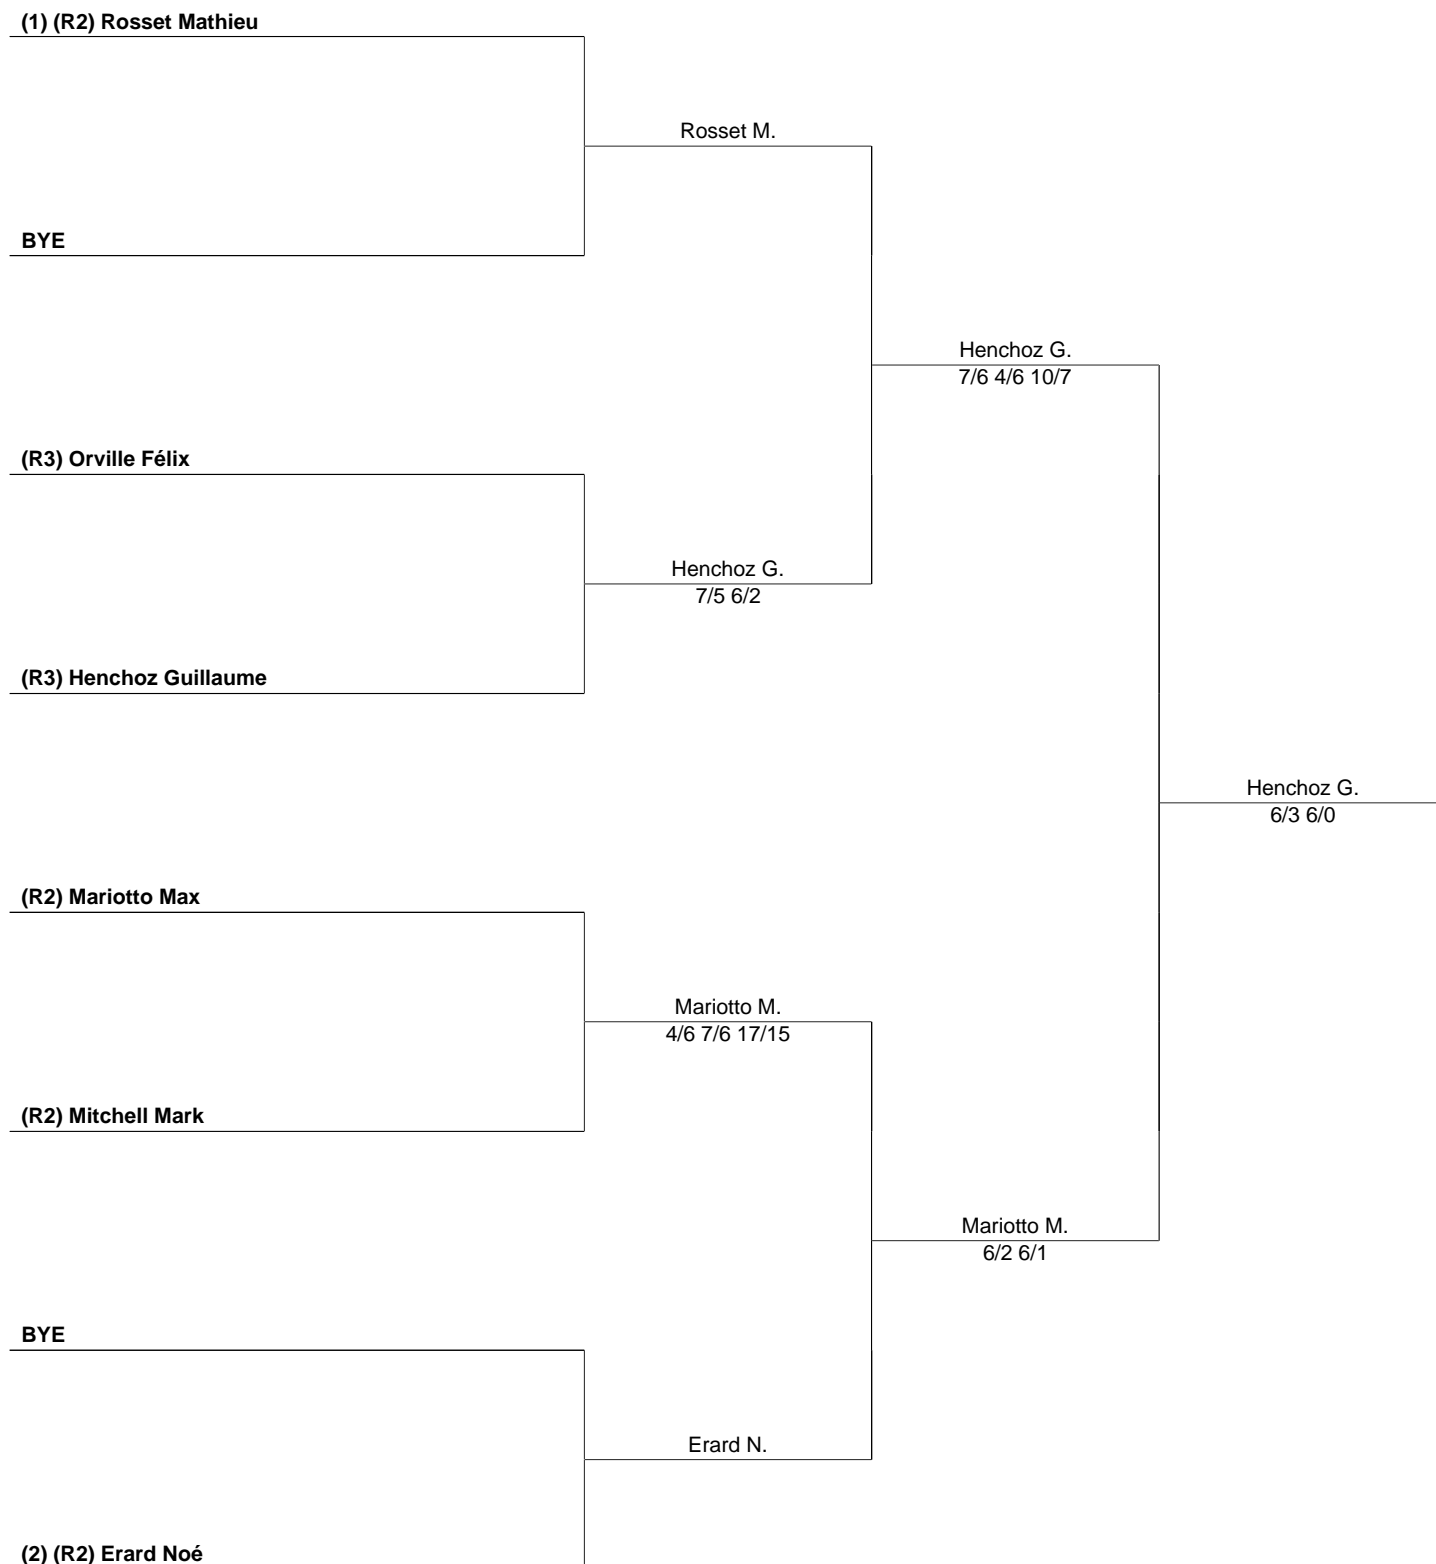 (1) (R2) Rosset Mathieu
Rosset M.
BYE
Henchoz G.
7/6 4/6 10/7
(R3) Orville Félix
Henchoz G.
7/5 6/2
(R3) Henchoz Guillaume
Henchoz G.
6/3 6/0
(R2) Mariotto Max
Mariotto M.
4/6 7/6 17/15
(R2) Mitchell Mark
Mariotto M.
6/2 6/1
BYE
Erard N.
(2) (R2) Erard Noé